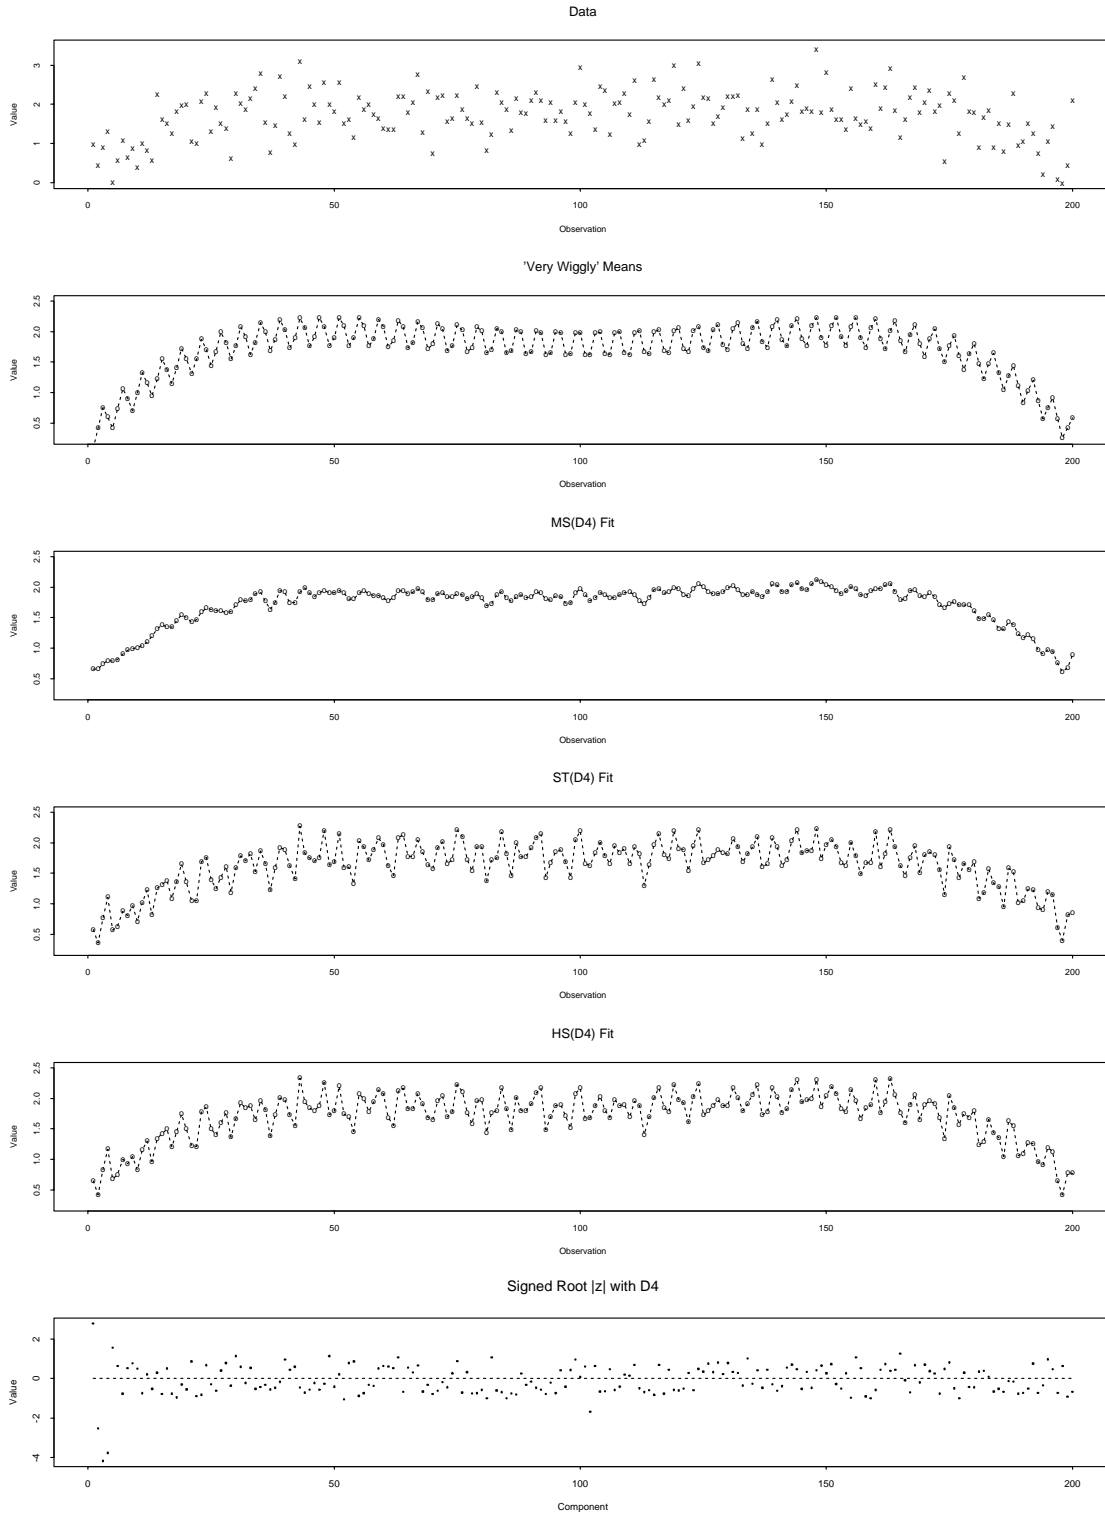 Data
Value
0 1 2 3
0 50 100 150 200
Observation
'Very Wiggly' Means
Value
0.5 1.0 1.5 2.0 2.5
0 50 100 150 200
Observation
MS(D4) Fit
Value
0.5 1.0 1.5 2.0 2.5
0 50 100 150 200
Observation
ST(D4) Fit
Value
0.5 1.0 1.5 2.0 2.5
0 50 100 150 200
Observation
HS(D4) Fit
Value
0.5 1.0 1.5 2.0 2.5
0 50 100 150 200
Observation
Signed Root |z| with D4
Value
-4 -2 0 2
0 50 100 150 200
Component